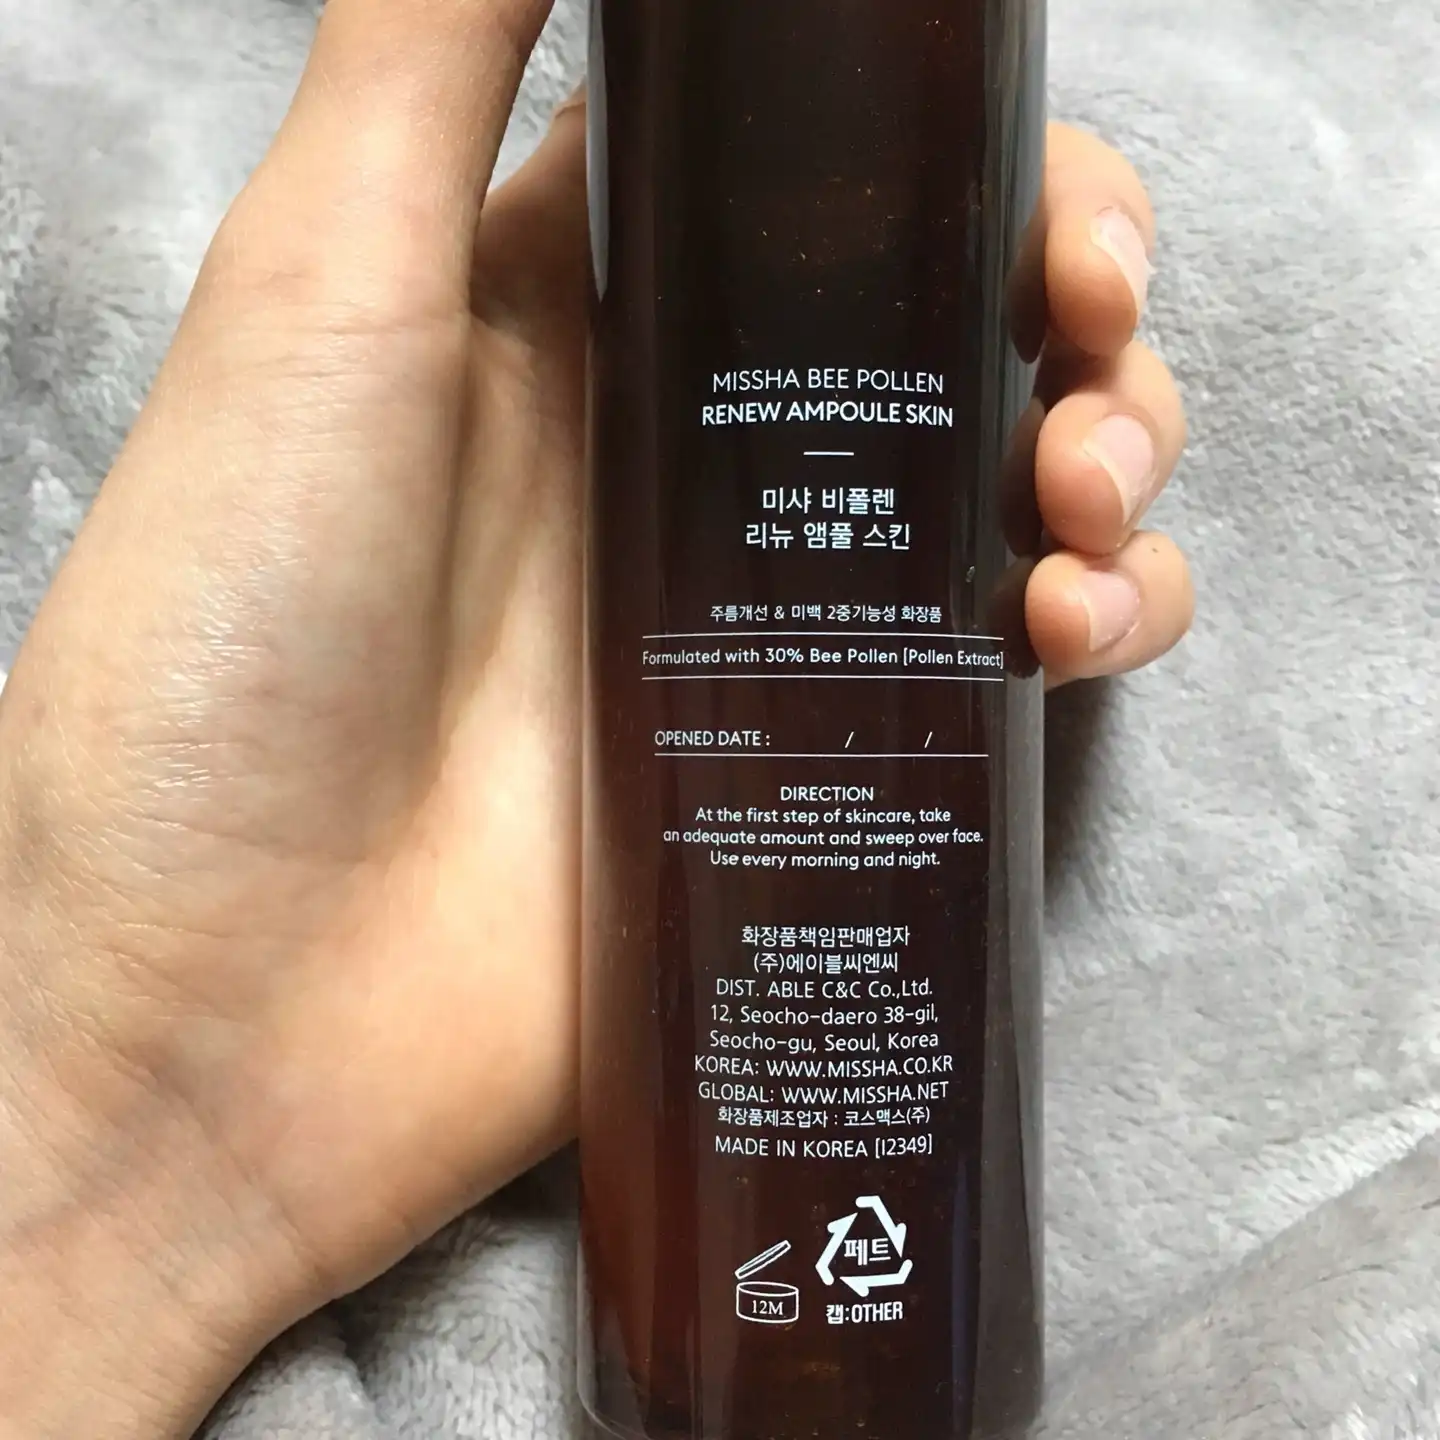 MISSHA BEE POLLEN
RENEW AMPOULE SKIN
미샤 비폴렌
리뉴 앰풀 스킨
주름개선 & 미백 2중기능성 화장품
Formulated with 30% Bee Pollen [Pollen Extract]
OPENED DATE : / /
DIRECTION
At the first step of skincare, take
an adequate amount and sweep over face.
Use every morning and night.
화장품책임판매업자
(주)에이블씨엔씨
DIST. ABLE C&C Co.,Ltd.
12, Seocho-daero 38-gil,
Seocho-gu, Seoul, Korea
KOREA: WWW.MISSHA.CO.KR
GLOBAL: WWW.MISSHA.NET
화장품제조업자 : 코스맥스(주)
MADE IN KOREA [I2349]
페트
12M
캡:OTHER